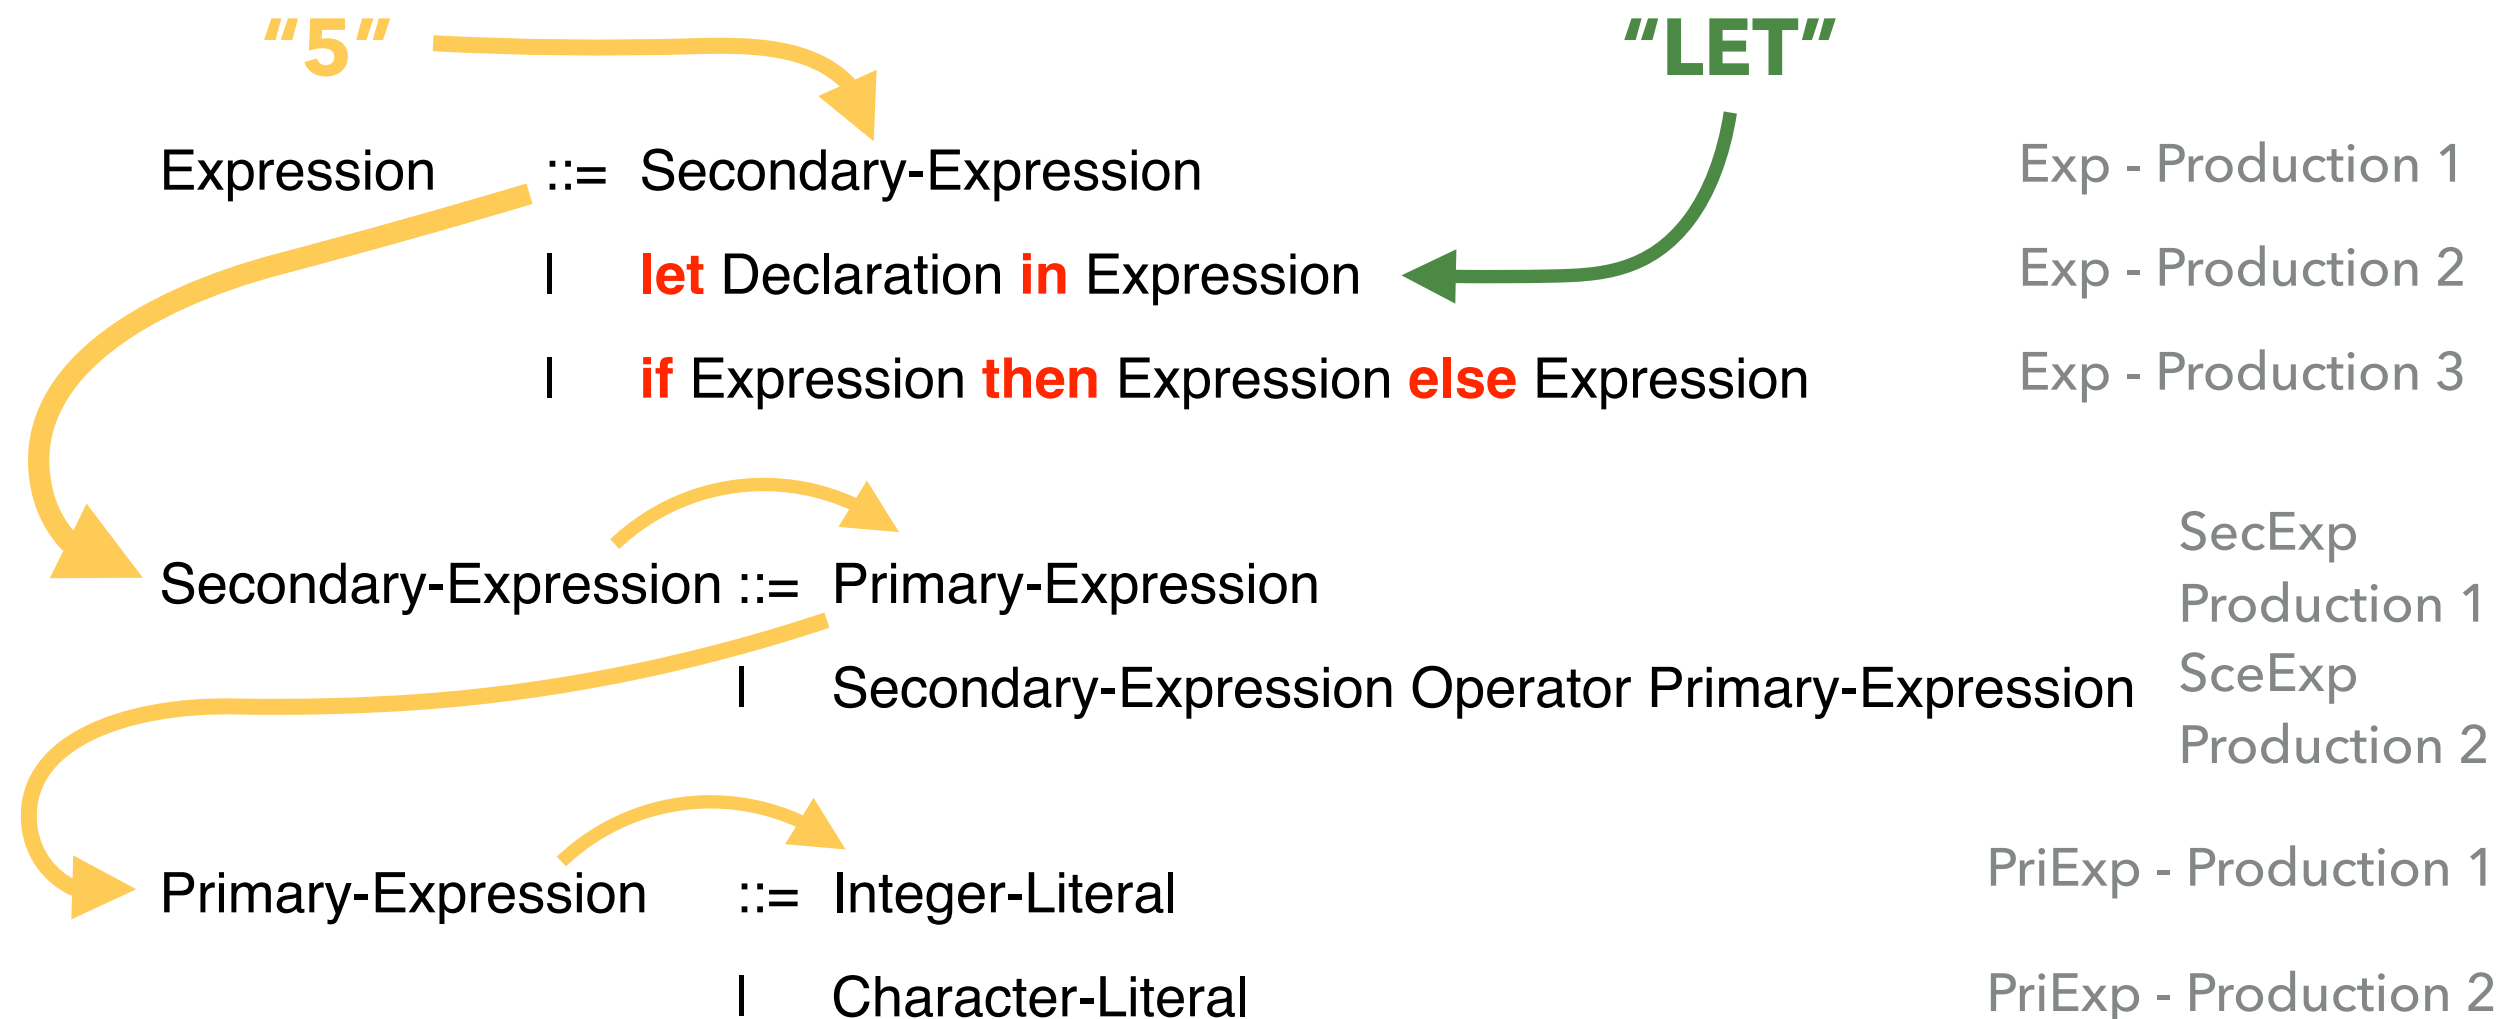 “5” “LET”
Expression ::= Secondary-Expression Exp - Production 1
| let Declaration in Expression Exp - Production 2
| if Expression then Expression else Expression Exp - Production 3
SecExp
Secondary-Expression ::= Primary-Expression Production 1
| Secondary-Expression Operator Primary-Expression SceExp
Production 2
Primary-Expression ::= Integer-Literal PriExp - Production 1
| Character-Literal PriExp - Production 2